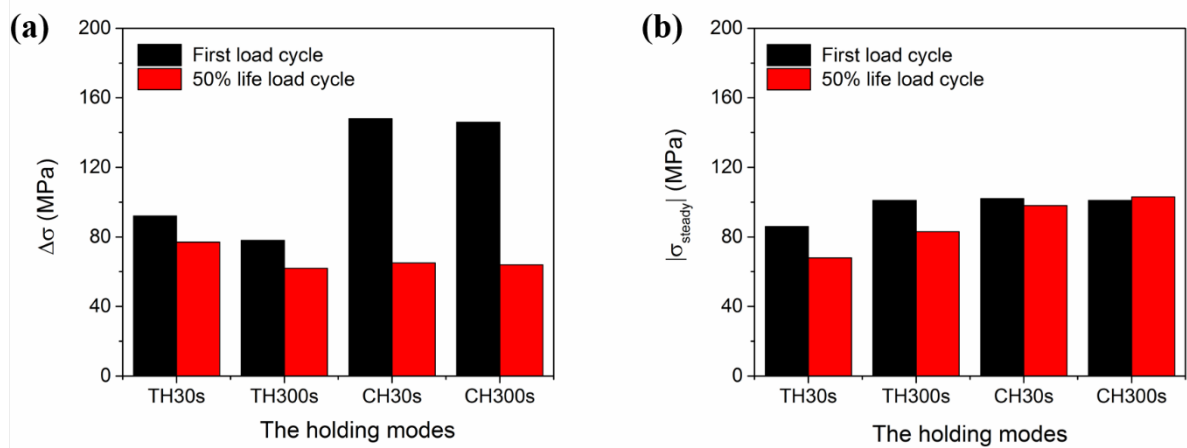 (a)
200
160
120
80
40
0
Δσ (MPa)
First load cycle
50% life load cycle
TH30s TH300s CH30s CH300s
The holding modes
(b)
200
160
120
80
40
0
|σsteady| (MPa)
First load cycle
50% life load cycle
TH30s TH300s CH30s CH300s
The holding modes